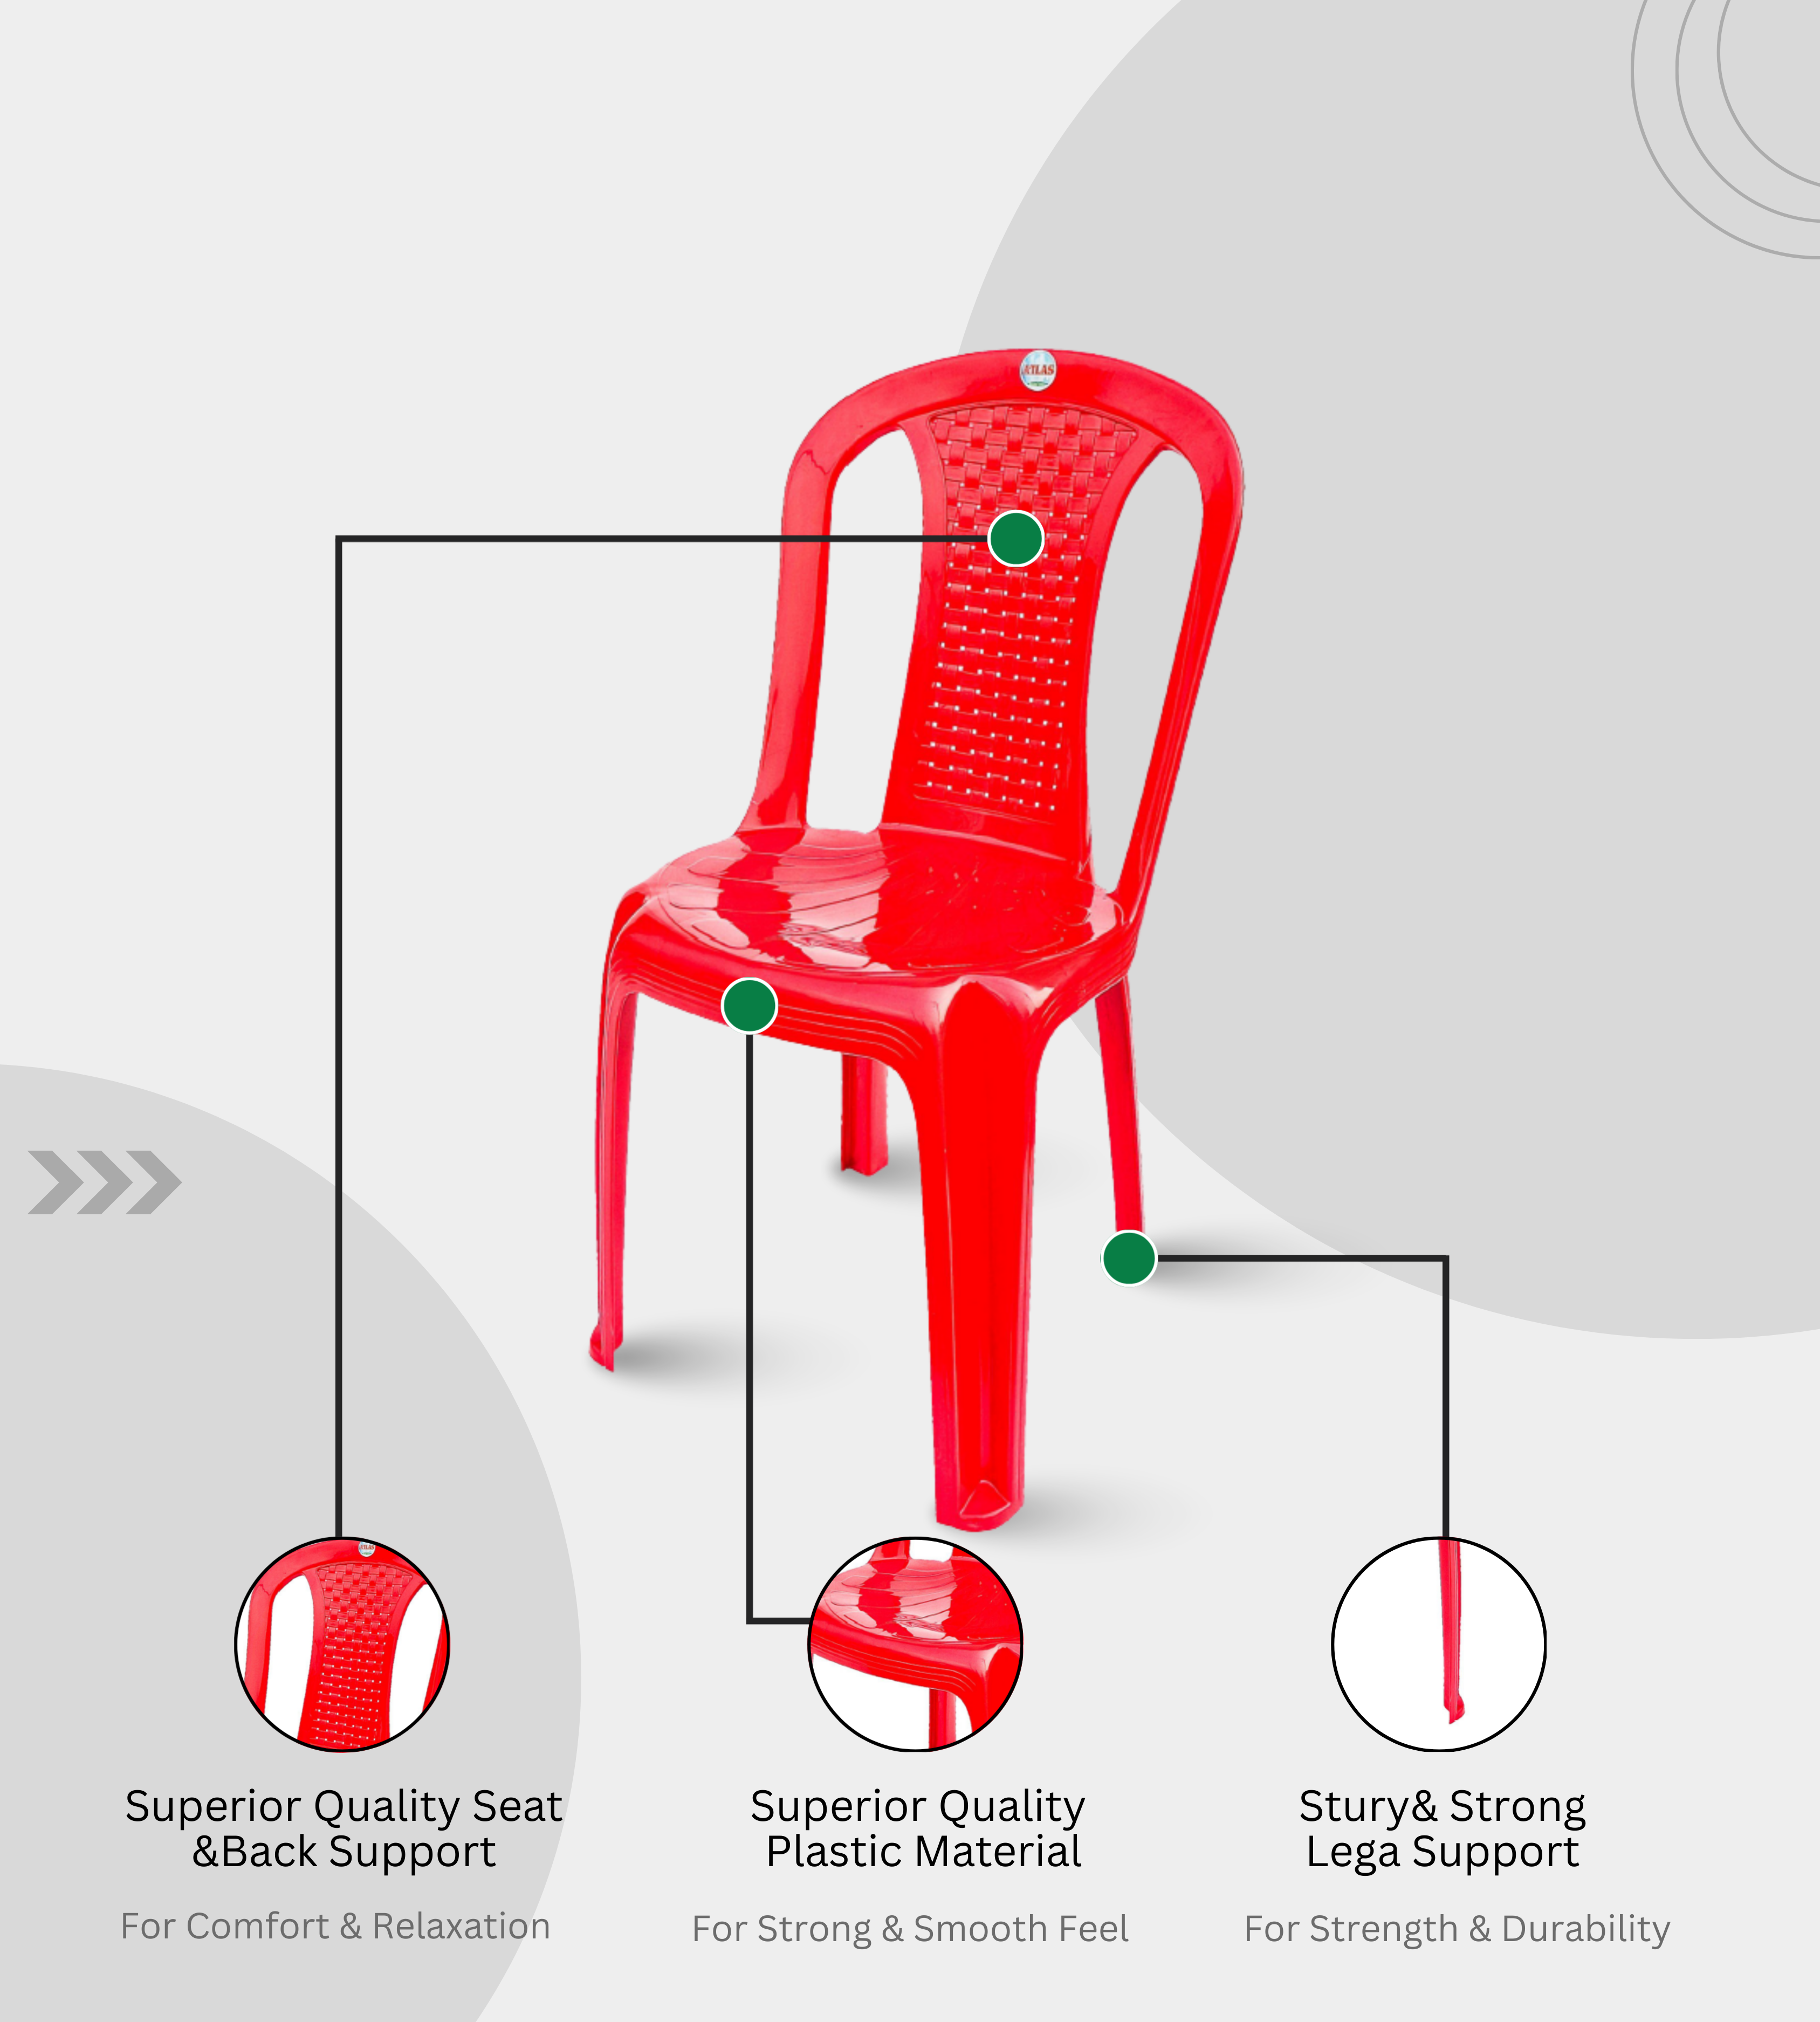 ATLAS
Superior Quality Seat
&Back Support
For Comfort & Relaxation
Superior Quality
Plastic Material
For Strong & Smooth Feel
Stury& Strong
Lega Support
For Strength & Durability